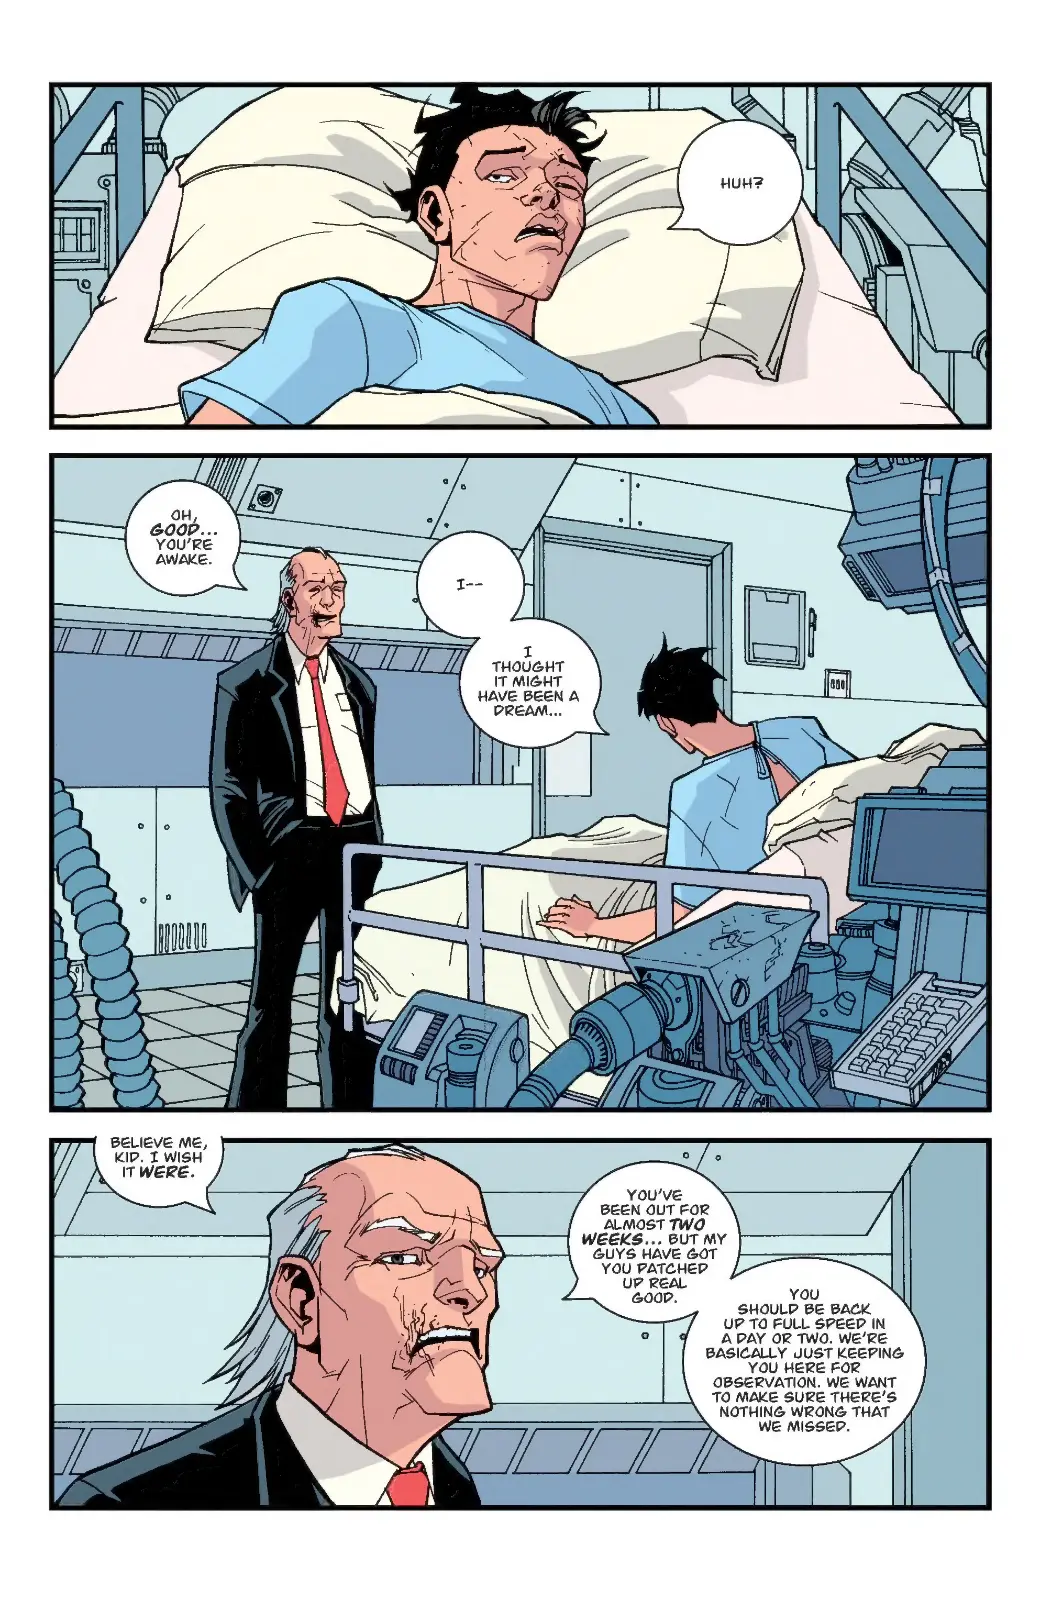 HUH?
OH,
GOOD...
YOU'RE
AWAKE.
I--
I
THOUGHT
IT MIGHT
HAVE BEEN A
DREAM...
BELIEVE ME,
KID. I WISH
IT WERE.
YOU'VE
BEEN OUT FOR
ALMOST TWO
WEEKS... BUT MY
GUYS HAVE GOT
YOU PATCHED
UP REAL
GOOD.
YOU
SHOULD BE BACK
UP TO FULL SPEED IN
A DAY OR TWO. WE'RE
BASICALLY JUST KEEPING
YOU HERE FOR
OBSERVATION. WE WANT
TO MAKE SURE THERE'S
NOTHING WRONG THAT
WE MISSED.